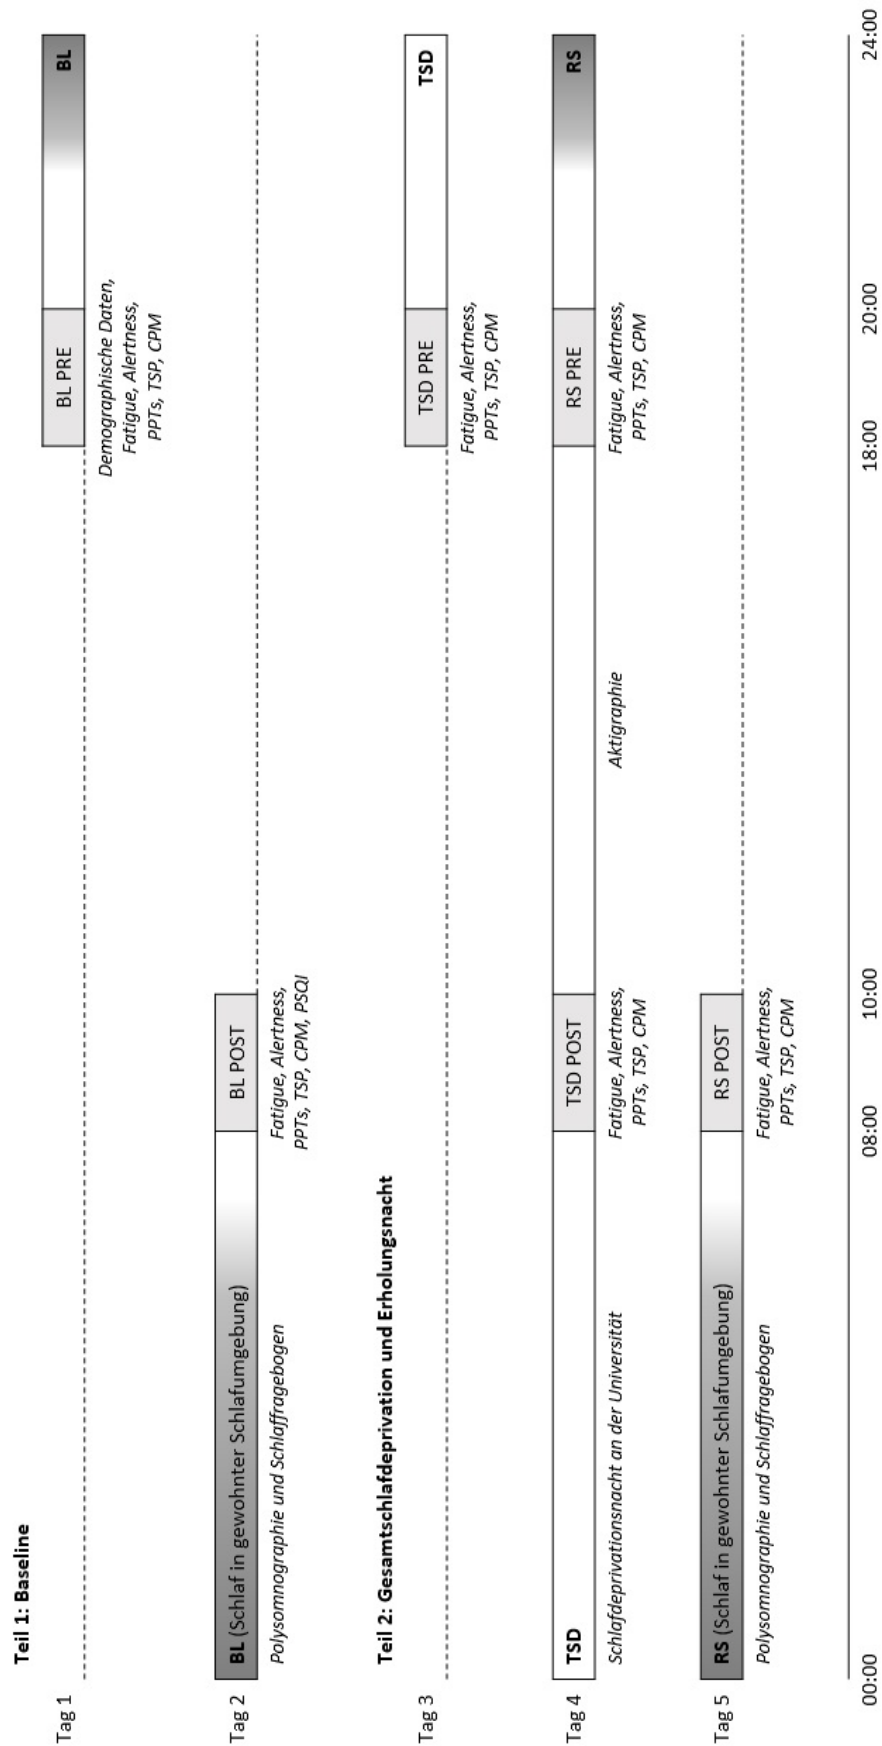 Teil 1: Baseline
Tag 1
BL PRE
BL
Demographische Daten,
Fatigue, Alertness,
PPTs, TSP, CPM
Tag 2
BL (Schlaf in gewohnter Schlafumgebung)
BL POST
Polysomnographie und Schlaffragebogen
Fatigue, Alertness,
PPTs, TSP, CPM, PSQI
Teil 2: Gesamtschlafdeprivation und Erholungsnacht
Tag 3
TSD PRE
TSD
Fatigue, Alertness,
PPTs, TSP, CPM
Tag 4
TSD
TSD POST
RS PRE
RS
Schlafdeprivationsnacht an der Universität
Fatigue, Alertness,
PPTs, TSP, CPM
Aktigraphie
Fatigue, Alertness,
PPTs, TSP, CPM
Tag 5
RS (Schlaf in gewohnter Schlafumgebung)
RS POST
Polysomnographie und Schlaffragebogen
Fatigue, Alertness,
PPTs, TSP, CPM
00:00
08:00
10:00
18:00
20:00
24:00